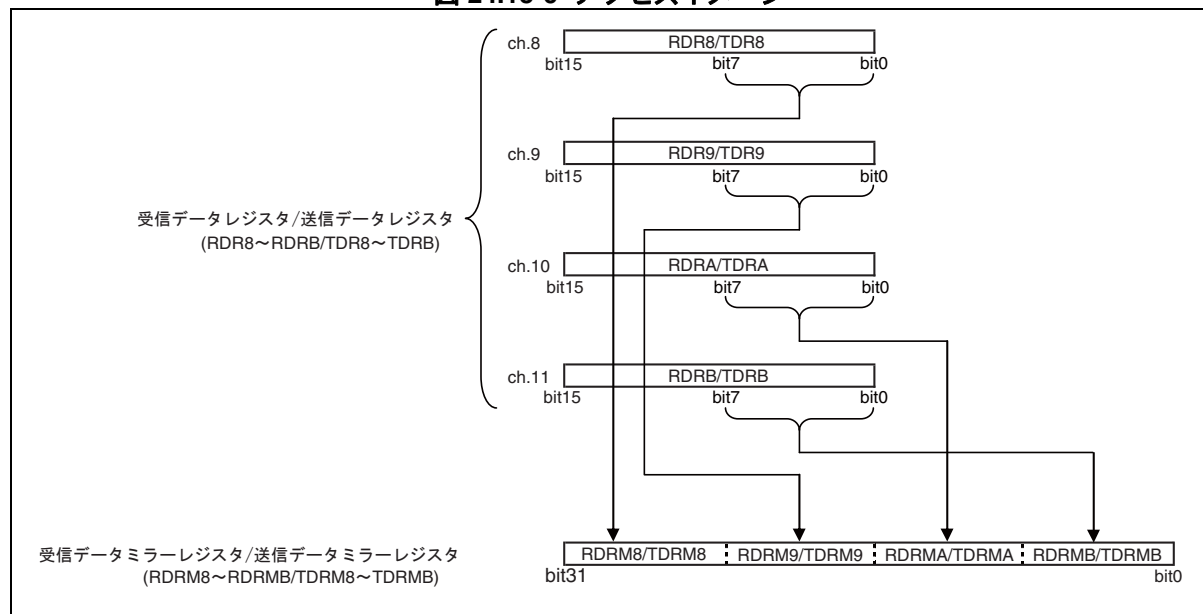 ch.8 RDR8/TDR8
bit15 bit7 bit0
ch.9 RDR9/TDR9
bit15 bit7 bit0
受信データレジスタ/送信データレジスタ
(RDR8～RDRB/TDR8～TDRB)
ch.10 RDRA/TDRA
bit15 bit7 bit0
ch.11 RDRB/TDRB
bit15 bit7 bit0
受信データミラーレジスタ/送信データミラーレジスタ
(RDRM8～RDRMB/TDRM8～TDRMB)
RDRM8/TDRM8 RDRM9/TDRM9 RDRMA/TDRMA RDRMB/TDRMB
bit31 bit0